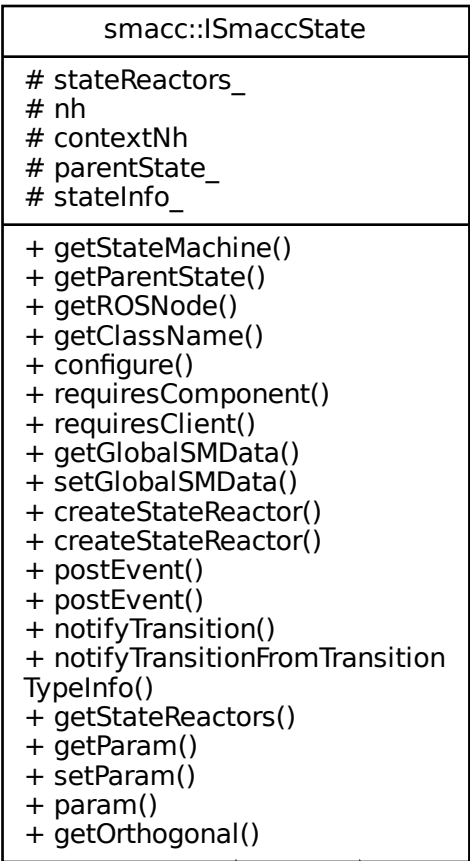 smacc::ISmaccState
# stateReactors_
# nh
# contextNh
# parentState_
# stateInfo_
+ getStateMachine()
+ getParentState()
+ getROSNode()
+ getClassName()
+ configure()
+ requiresComponent()
+ requiresClient()
+ getGlobalSMData()
+ setGlobalSMData()
+ createStateReactor()
+ createStateReactor()
+ postEvent()
+ postEvent()
+ notifyTransition()
+ notifyTransitionFromTransition
TypeInfo()
+ getStateReactors()
+ getParam()
+ setParam()
+ param()
+ getOrthogonal()